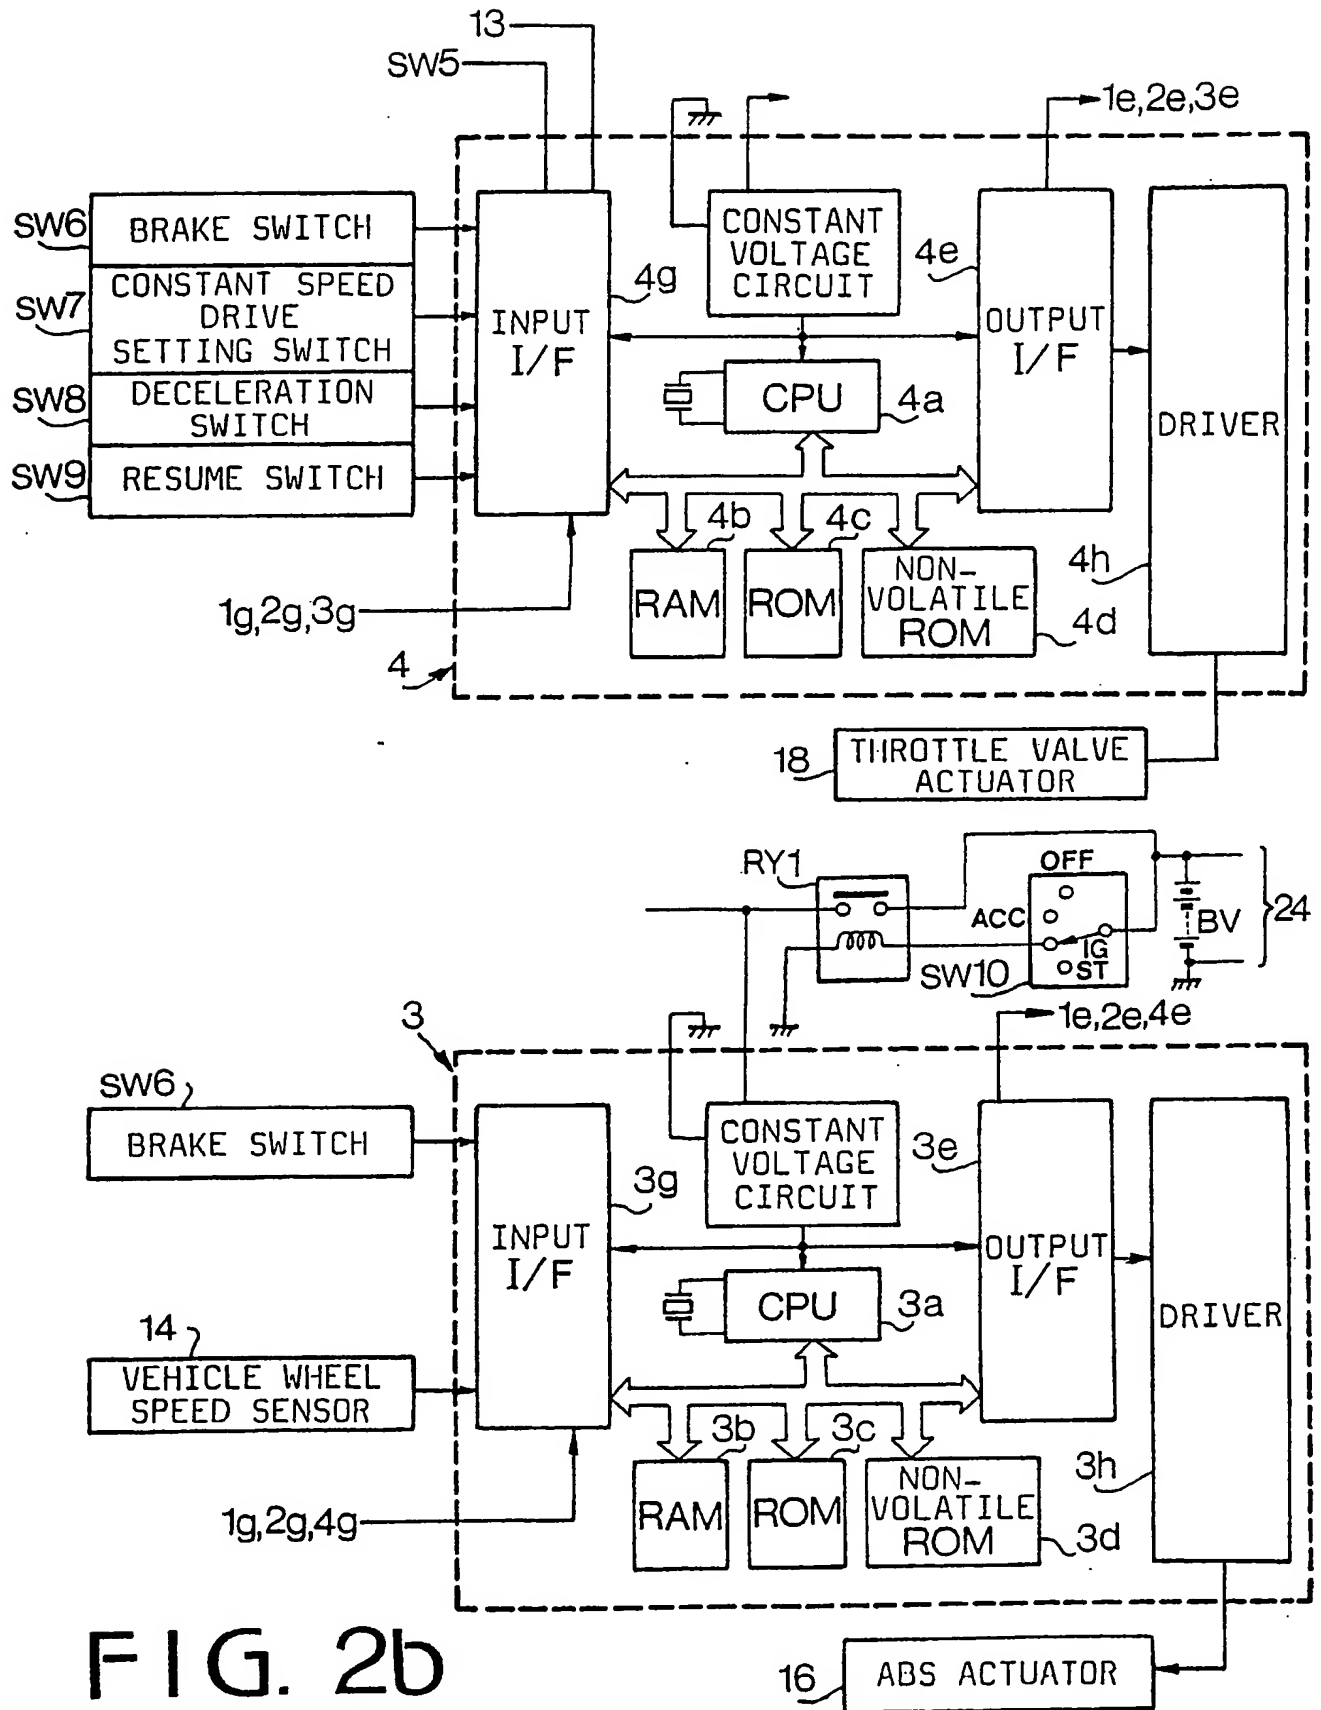 13
SW5
1e,2e,3e
SW6
BRAKE SWITCH
SW7
CONSTANT SPEED
DRIVE
SETTING SWITCH
SW8
DECELERATION
SWITCH
SW9
RESUME SWITCH
INPUT
I/F
4g
CONSTANT
VOLTAGE
CIRCUIT
4e
OUTPUT
I/F
CPU
4a
DRIVER
4b
RAM
4c
ROM
NON-
VOLATILE
ROM
4d
4h
1g,2g,3g
4
18
THROTTLE VALVE
ACTUATOR
RY1
OFF
ACC
IG
ST
SW10
BV
24
3
1e,2e,4e
SW6
BRAKE SWITCH
14
VEHICLE WHEEL
SPEED SENSOR
INPUT
I/F
3g
CONSTANT
VOLTAGE
CIRCUIT
3e
OUTPUT
I/F
CPU
3a
DRIVER
3b
RAM
3c
ROM
NON-
VOLATILE
ROM
3d
3h
1g,2g,4g
16
ABS ACTUATOR
FIG. 2b